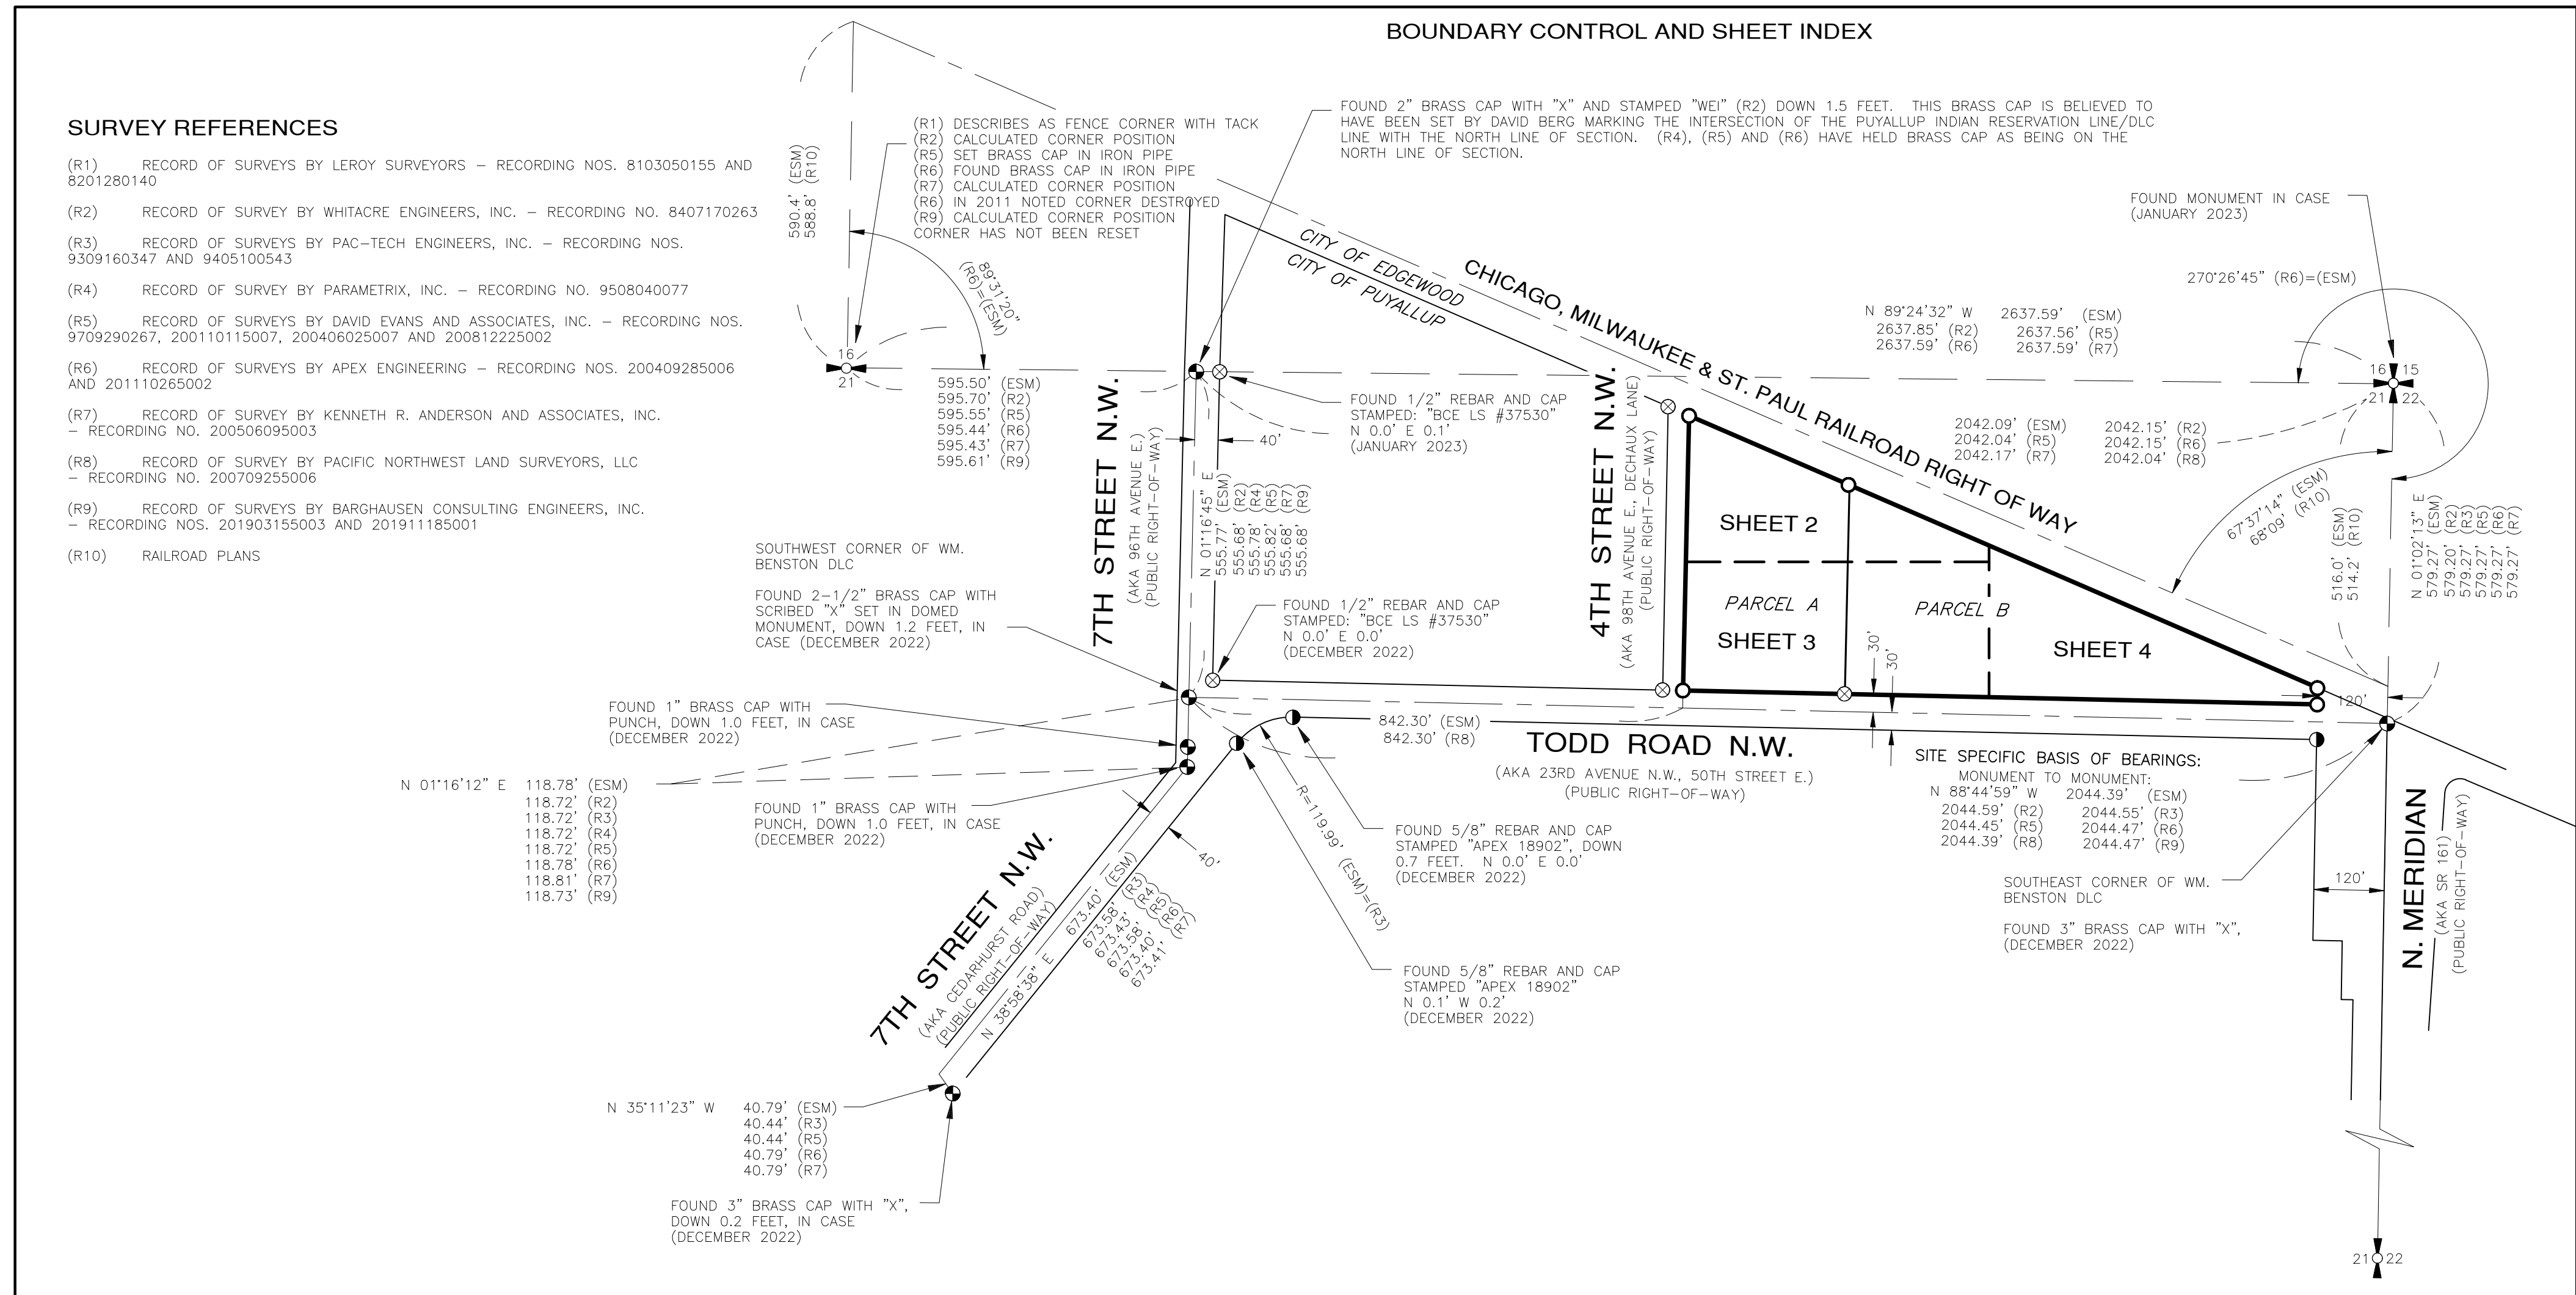 BOUNDARY CONTROL AND SHEET INDEX
SURVEY REFERENCES
(R1) RECORD OF SURVEYS BY LEROY SURVEYORS – RECORDING NOS. 8103050155 AND
8201280140
(R2) RECORD OF SURVEY BY WHITACRE ENGINEERS, INC. – RECORDING NO. 8407170263
(R3) RECORD OF SURVEYS BY PAC–TECH ENGINEERS, INC. – RECORDING NOS.
9309160347 AND 9405100543
(R4) RECORD OF SURVEY BY PARAMETRIX, INC. – RECORDING NO. 9508040077
(R5) RECORD OF SURVEYS BY DAVID EVANS AND ASSOCIATES, INC. – RECORDING NOS.
9709290267, 200110115007, 200406025007 AND 200812225002
(R6) RECORD OF SURVEYS BY APEX ENGINEERING – RECORDING NOS. 200409285006
AND 201110265002
(R7) RECORD OF SURVEY BY KENNETH R. ANDERSON AND ASSOCIATES, INC.
– RECORDING NO. 200506095003
(R8) RECORD OF SURVEY BY PACIFIC NORTHWEST LAND SURVEYORS, LLC
– RECORDING NO. 200709255006
(R9) RECORD OF SURVEYS BY BARGHAUSEN CONSULTING ENGINEERS, INC.
– RECORDING NOS. 201903155003 AND 201911185001
(R10) RAILROAD PLANS
590.4' (ESM)
588.8' (R10)
(R1) DESCRIBES AS FENCE CORNER WITH TACK
(R2) CALCULATED CORNER POSITION
(R5) SET BRASS CAP IN IRON PIPE
(R6) FOUND BRASS CAP IN IRON PIPE
(R7) CALCULATED CORNER POSITION
(R6) IN 2011 NOTED CORNER DESTROYED
(R9) CALCULATED CORNER POSITION
CORNER HAS NOT BEEN RESET
89°31'20"
(R6)=(ESM)
16
21
595.50' (ESM)
595.70' (R2)
595.55' (R5)
595.44' (R6)
595.43' (R7)
595.61' (R9)
FOUND 2" BRASS CAP WITH "X" AND STAMPED "WEI" (R2) DOWN 1.5 FEET. THIS BRASS CAP IS BELIEVED TO
HAVE BEEN SET BY DAVID BERG MARKING THE INTERSECTION OF THE PUYALLUP INDIAN RESERVATION LINE/DLC
LINE WITH THE NORTH LINE OF SECTION. (R4), (R5) AND (R6) HAVE HELD BRASS CAP AS BEING ON THE
NORTH LINE OF SECTION.
FOUND MONUMENT IN CASE
(JANUARY 2023)
270°26'45" (R6)=(ESM)
CITY OF EDGEWOOD
CITY OF PUYALLUP
CHICAGO, MILWAUKEE & ST. PAUL RAILROAD RIGHT OF WAY
N 89°24'32" W 2637.59' (ESM)
2637.85' (R2) 2637.56' (R5)
2637.59' (R6) 2637.59' (R7)
16 15
21 22
2042.09' (ESM) 2042.15' (R2)
2042.04' (R5) 2042.15' (R6)
2042.17' (R7) 2042.04' (R8)
67°37'14" (ESM)
68°09' (R10)
516.0' (ESM)
514.2' (R10)
N 01°02'13" E
579.27' (ESM)
579.20' (R2)
579.27' (R3)
579.27' (R5)
579.27' (R6)
579.27' (R7)
7TH STREET N.W.
(AKA 96TH AVENUE E.)
(PUBLIC RIGHT–OF–WAY)
40'
FOUND 1/2" REBAR AND CAP
STAMPED: "BCE LS #37530"
N 0.0' E 0.1'
(JANUARY 2023)
N 01°16'45" E
555.77' (ESM)
555.68' (R2)
555.78' (R4)
555.82' (R5)
555.68' (R7)
555.68' (R9)
4TH STREET N.W.
(AKA 98TH AVENUE E., DECHAUX LANE)
(PUBLIC RIGHT–OF–WAY)
SHEET 2
PARCEL A
SHEET 3
PARCEL B
SHEET 4
30'
30'
120'
SOUTHWEST CORNER OF WM.
BENSTON DLC
FOUND 2–1/2" BRASS CAP WITH
SCRIBED "X" SET IN DOMED
MONUMENT, DOWN 1.2 FEET, IN
CASE (DECEMBER 2022)
FOUND 1/2" REBAR AND CAP
STAMPED: "BCE LS #37530"
N 0.0' E 0.0'
(DECEMBER 2022)
FOUND 1" BRASS CAP WITH
PUNCH, DOWN 1.0 FEET, IN CASE
(DECEMBER 2022)
N 01°16'12" E 118.78' (ESM)
118.72' (R2)
118.72' (R3)
118.72' (R4)
118.72' (R5)
118.78' (R6)
118.81' (R7)
118.73' (R9)
FOUND 1" BRASS CAP WITH
PUNCH, DOWN 1.0 FEET, IN CASE
(DECEMBER 2022)
842.30' (ESM)
842.30' (R8)
TODD ROAD N.W.
(AKA 23RD AVENUE N.W., 50TH STREET E.)
(PUBLIC RIGHT–OF–WAY)
SITE SPECIFIC BASIS OF BEARINGS:
MONUMENT TO MONUMENT:
N 88°44'59" W 2044.39' (ESM)
2044.59' (R2) 2044.55' (R3)
2044.45' (R5) 2044.47' (R6)
2044.39' (R8) 2044.47' (R9)
R=119.99' (ESM)=(R3)
FOUND 5/8" REBAR AND CAP
STAMPED "APEX 18902", DOWN
0.7 FEET. N 0.0' E 0.0'
(DECEMBER 2022)
FOUND 5/8" REBAR AND CAP
STAMPED "APEX 18902"
N 0.1' W 0.2'
(DECEMBER 2022)
40'
7TH STREET N.W.
(AKA CEDARHURST ROAD)
(PUBLIC RIGHT–OF–WAY)
N 38°58'38" E
673.40' (ESM)
673.58' (R3)
673.43' (R4)
673.58' (R5)
673.40' (R6)
673.41' (R7)
SOUTHEAST CORNER OF WM.
BENSTON DLC
FOUND 3" BRASS CAP WITH "X",
(DECEMBER 2022)
120'
N. MERIDIAN
(AKA SR 161)
(PUBLIC RIGHT–OF–WAY)
N 35°11'23" W 40.79' (ESM)
40.44' (R3)
40.44' (R5)
40.79' (R6)
40.79' (R7)
FOUND 3" BRASS CAP WITH "X",
DOWN 0.2 FEET, IN CASE
(DECEMBER 2022)
21 22